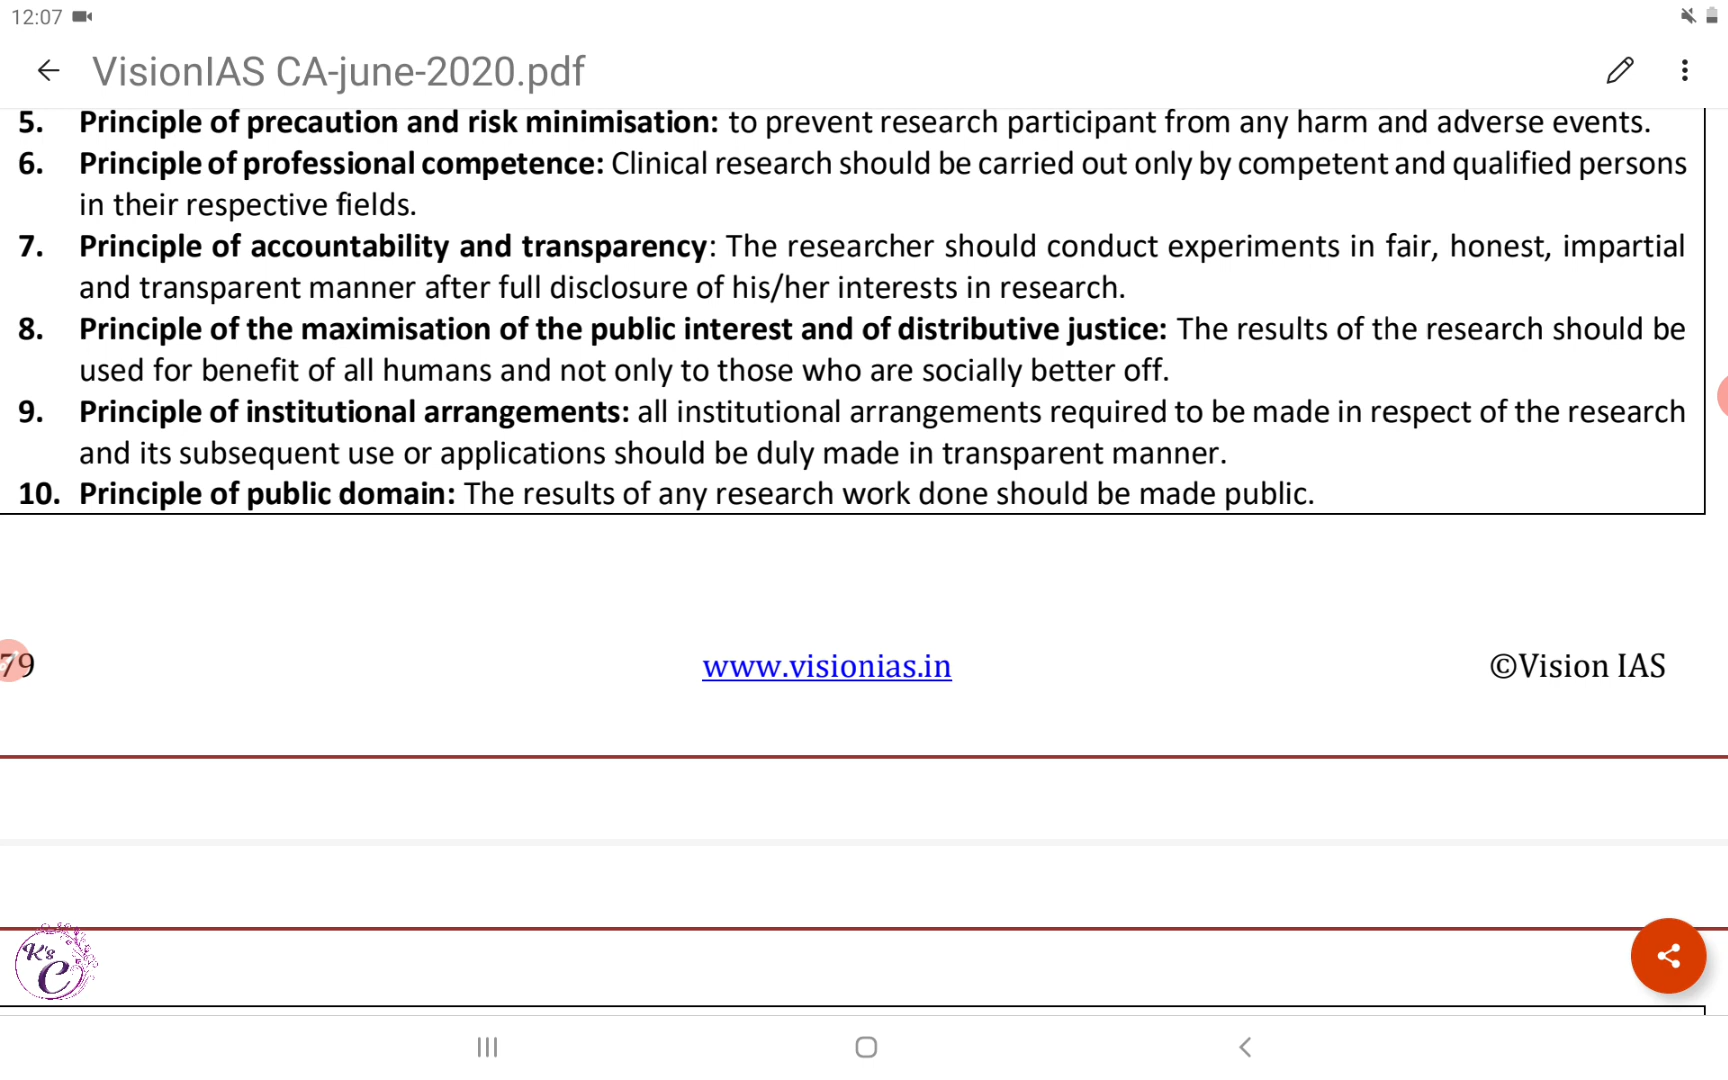 12:07
VisionIAS CA-june-2020.pdf
5. Principle of precaution and risk minimisation: to prevent research participant from any harm and adverse events.
6. Principle of professional competence: Clinical research should be carried out only by competent and qualified persons
in their respective fields.
7. Principle of accountability and transparency: The researcher should conduct experiments in fair, honest, impartial
and transparent manner after full disclosure of his/her interests in research.
8. Principle of the maximisation of the public interest and of distributive justice: The results of the research should be
used for benefit of all humans and not only to those who are socially better off.
9. Principle of institutional arrangements: all institutional arrangements required to be made in respect of the research
and its subsequent use or applications should be duly made in transparent manner.
10. Principle of public domain: The results of any research work done should be made public.
79 www.visionias.in ©Vision IAS
K's
C